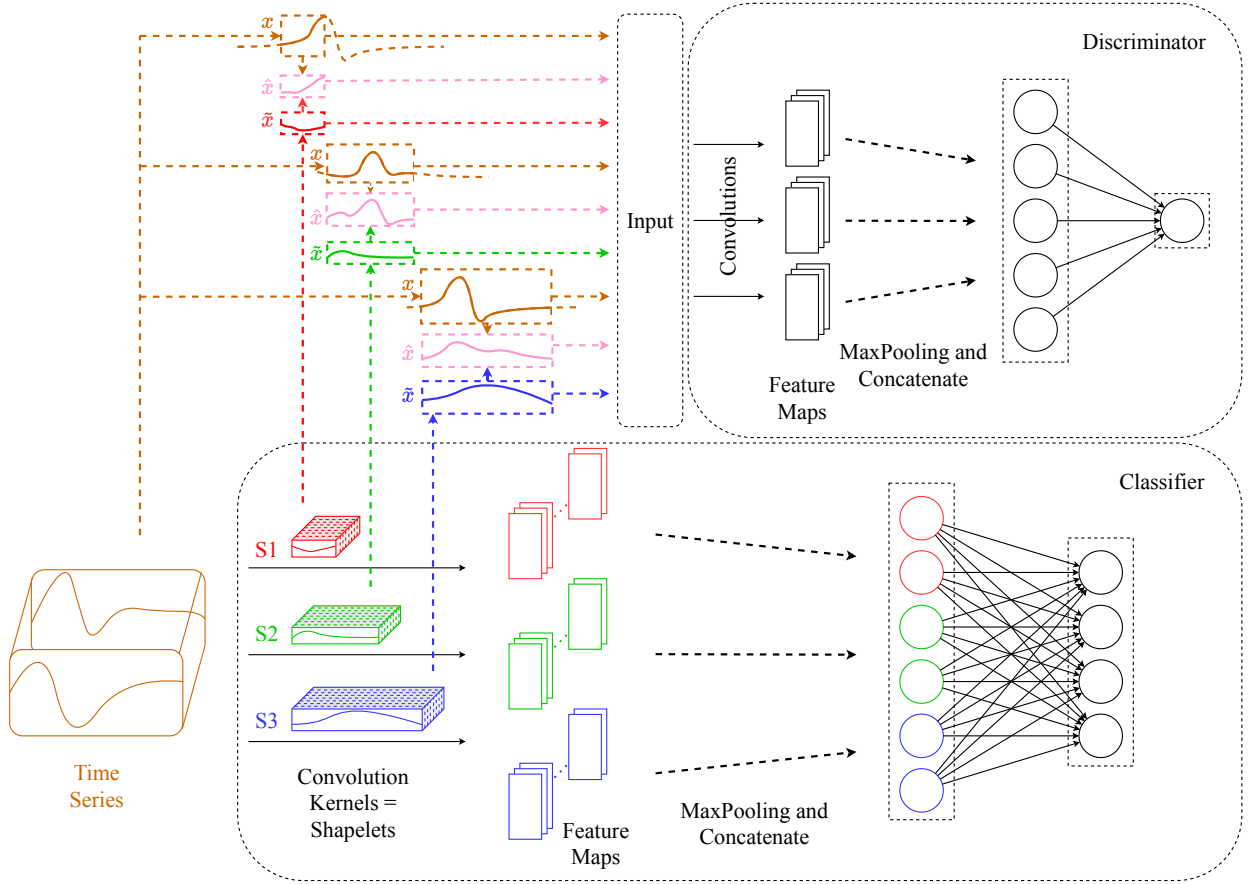 Discriminator
x
x̂
x̃
x
x̂
x̃
x
x̂
x̃
Input
Convolutions
MaxPooling and
Concatenate
Feature
Maps
Classifier
S1
S2
S3
Time
Series
Convolution
Kernels =
Shapelets
Feature
Maps
MaxPooling and
Concatenate